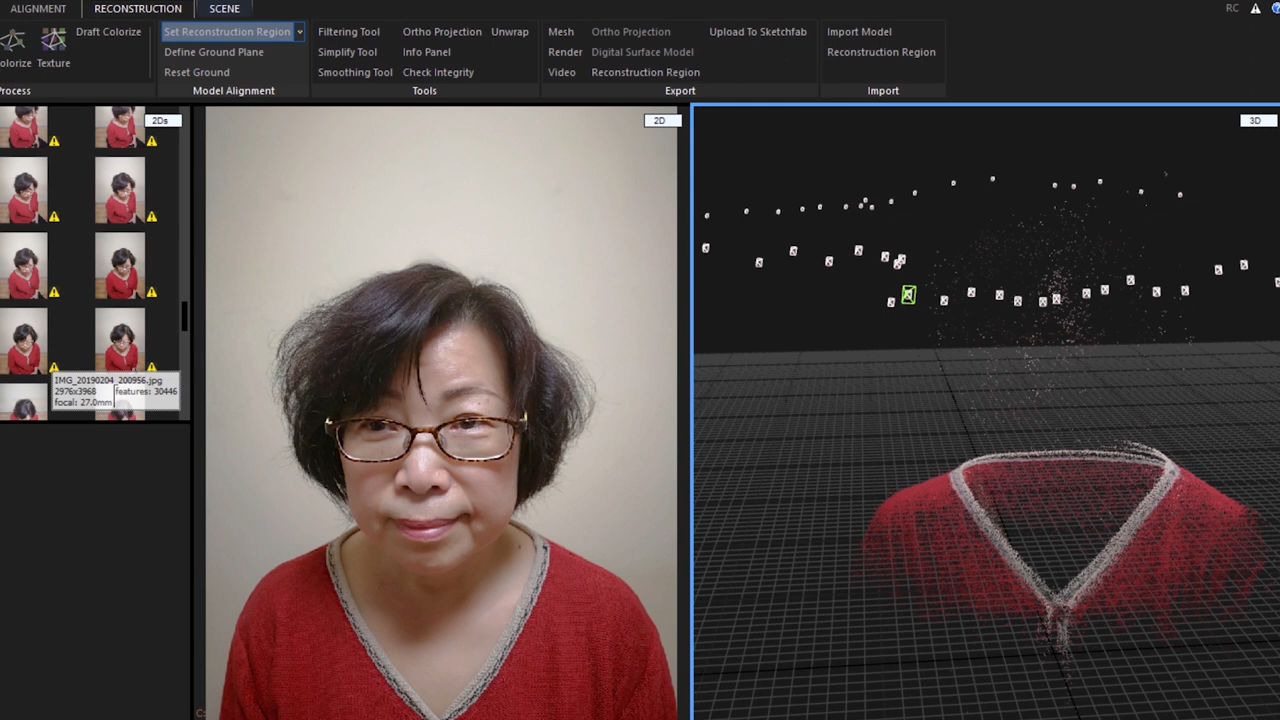 ALIGNMENT RECONSTRUCTION SCENE RC
Draft Colorize Set Reconstruction Region Filtering Tool Ortho Projection Unwrap Mesh Ortho Projection Upload To Sketchfab Import Model
olorize Texture Define Ground Plane Simplify Tool Info Panel Render Digital Surface Model Reconstruction Region
Reset Ground Smoothing Tool Check Integrity Video Reconstruction Region
rocess Model Alignment Tools Export Import
2Ds 2D 3D
IMG_20190204_200956.jpg
2976x3968 features: 30446
focal: 27.0mm